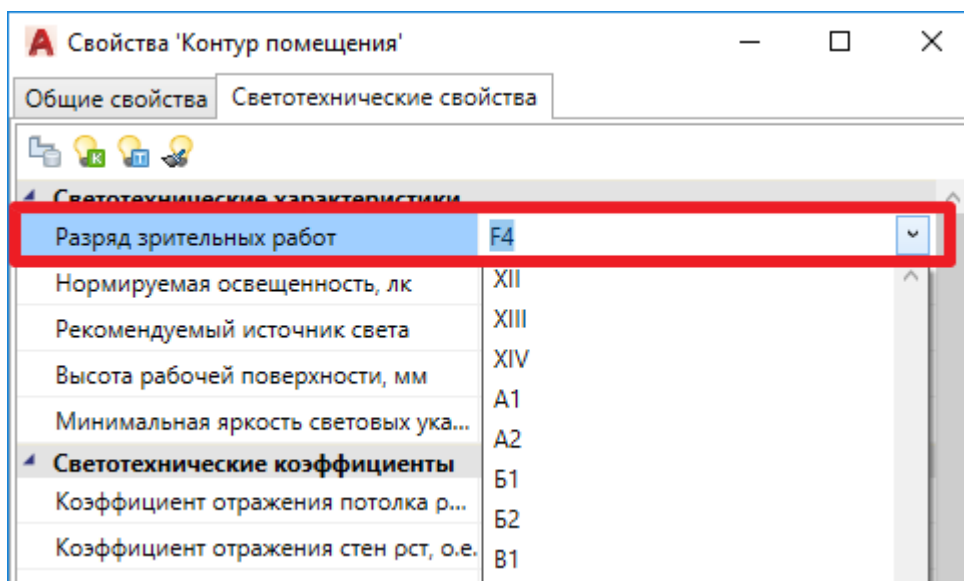 Свойства 'Контур помещения'
Общие свойства Светотехнические свойства
Светотехнические характеристики
Разряд зрительных работ F4
Нормируемая освещенность, лк XII
Рекомендуемый источник света XIII
XIV
Высота рабочей поверхности, мм
A1
Минимальная яркость световых ука...
A2
Светотехнические коэффициенты
Б1
Коэффициент отражения потолка р...
Б2
Коэффициент отражения стен рст, о.е.
В1